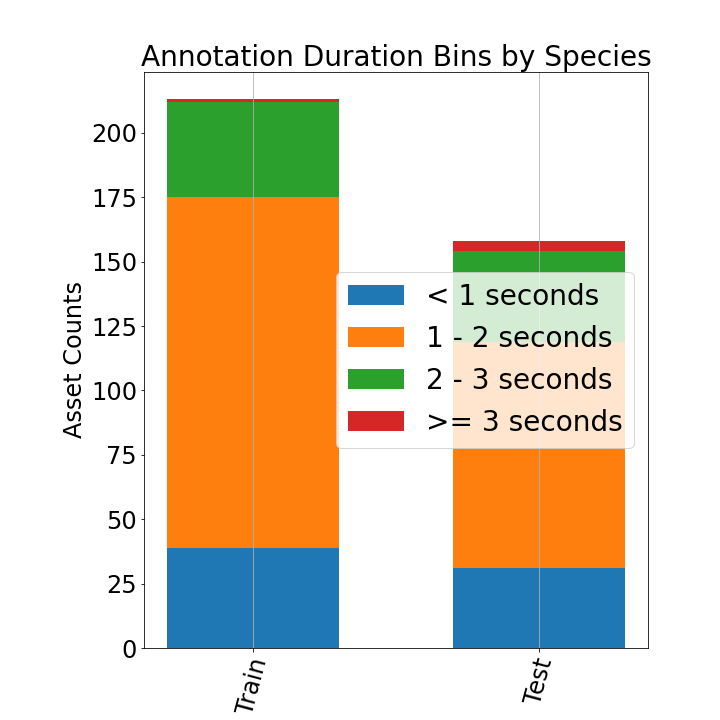 Annotation Duration Bins by Species
Asset Counts
200
175
150
125
100
75
50
25
0
< 1 seconds
1 - 2 seconds
2 - 3 seconds
>= 3 seconds
Train
Test